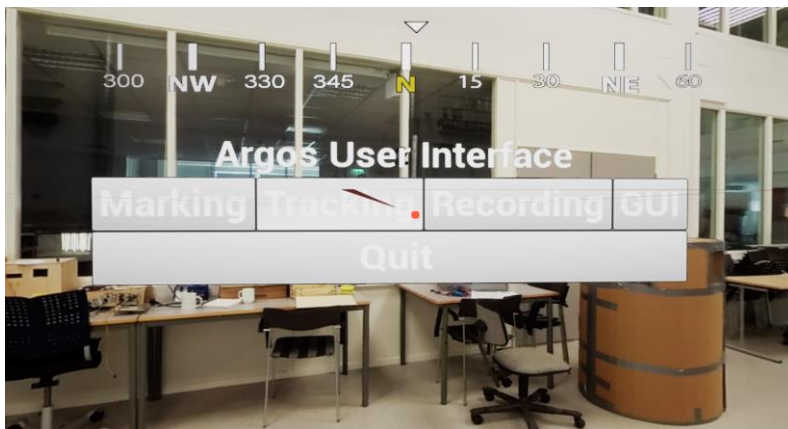 300 NW 330 345 N 15 30 NE 60
Argos User Interface
Marking Tracking Recording GUI
Quit